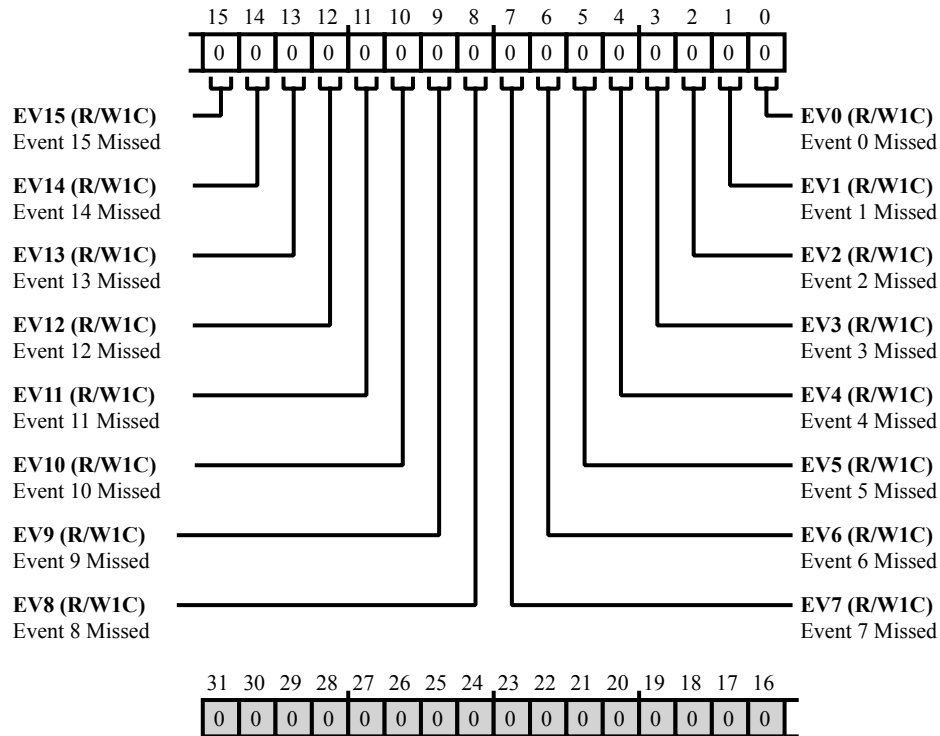 15 14 13 12 11 10 9 8 7 6 5 4 3 2 1 0
0 0 0 0 0 0 0 0 0 0 0 0 0 0 0 0
EV15 (R/W1C)
Event 15 Missed
EV0 (R/W1C)
Event 0 Missed
EV14 (R/W1C)
Event 14 Missed
EV1 (R/W1C)
Event 1 Missed
EV13 (R/W1C)
Event 13 Missed
EV2 (R/W1C)
Event 2 Missed
EV12 (R/W1C)
Event 12 Missed
EV3 (R/W1C)
Event 3 Missed
EV11 (R/W1C)
Event 11 Missed
EV4 (R/W1C)
Event 4 Missed
EV10 (R/W1C)
Event 10 Missed
EV5 (R/W1C)
Event 5 Missed
EV9 (R/W1C)
Event 9 Missed
EV6 (R/W1C)
Event 6 Missed
EV8 (R/W1C)
Event 8 Missed
EV7 (R/W1C)
Event 7 Missed
31 30 29 28 27 26 25 24 23 22 21 20 19 18 17 16
0 0 0 0 0 0 0 0 0 0 0 0 0 0 0 0